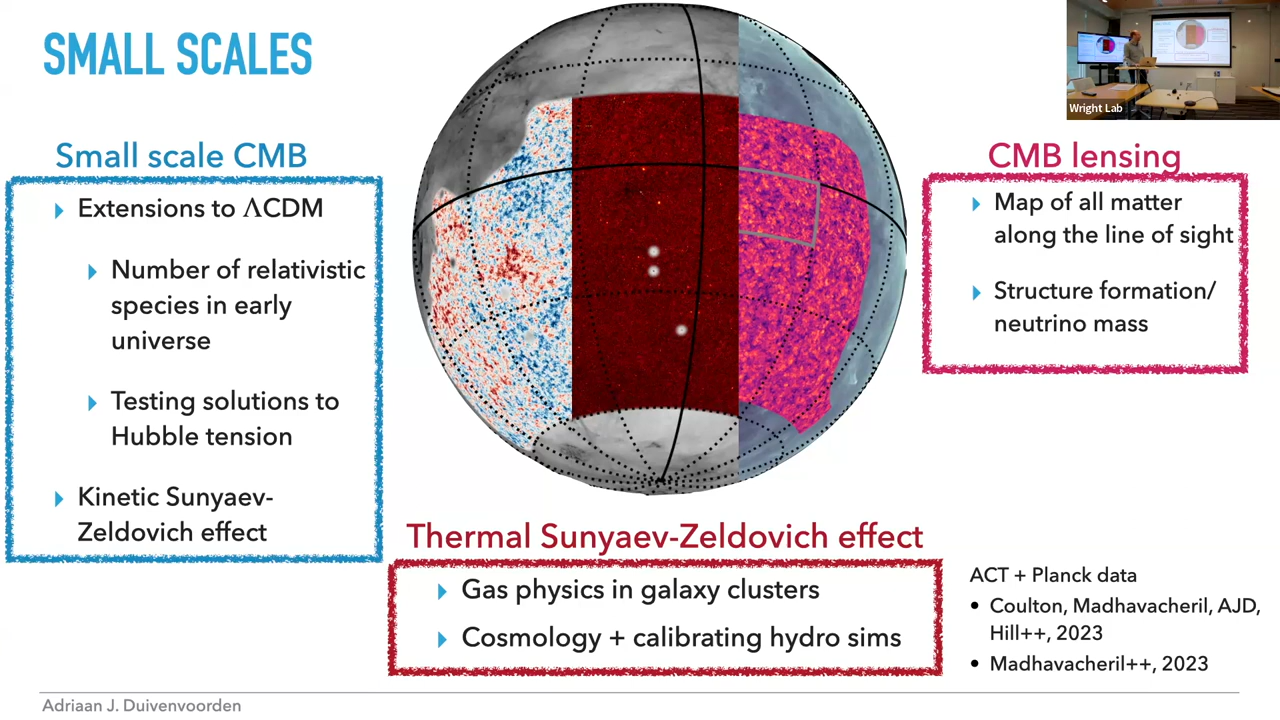 SMALL SCALES
Wright Lab
Small scale CMB
Extensions to ΛCDM
Number of relativistic
species in early
universe
Testing solutions to
Hubble tension
Kinetic Sunyaev-
Zeldovich effect
CMB lensing
Map of all matter
along the line of sight
Structure formation/
neutrino mass
Thermal Sunyaev-Zeldovich effect
Gas physics in galaxy clusters
Cosmology + calibrating hydro sims
ACT + Planck data
• Coulton, Madhavacheril, AJD,
Hill++, 2023
• Madhavacheril++, 2023
Adriaan J. Duivenvoorden